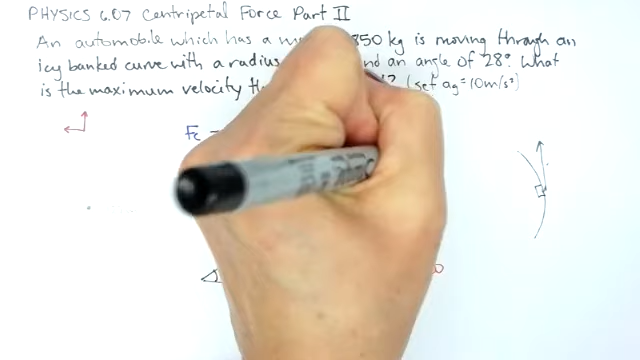 PHYSICS 6.07 Centripetal Force Part II
An automobile which has a 850 kg is moving through an
icy banked curve with a radius and an angle of 28°. What
is the maximum velocity (set ag=10m/s²)
Fc =